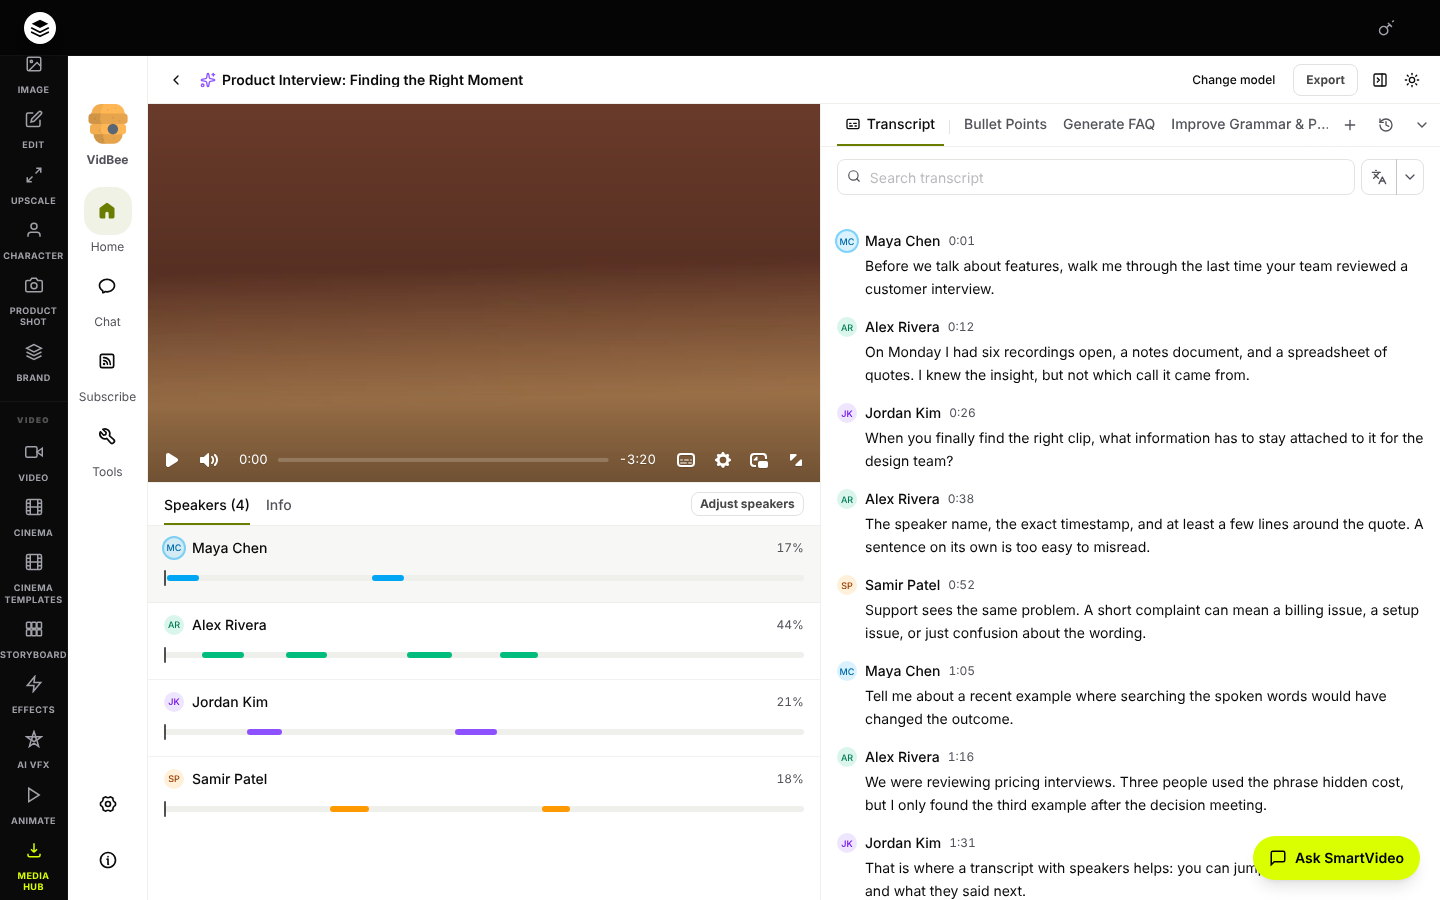 IMAGE
EDIT
UPSCALE
CHARACTER
PRODUCT
SHOT
BRAND
VIDEO
VIDEO
CINEMA
CINEMA
TEMPLATES
STORYBOARD
EFFECTS
AI VFX
ANIMATE
MEDIA
HUB
VidBee
Home
Chat
Subscribe
Tools
Product Interview: Finding the Right Moment
Change model
Export
0:00
-3:20
Speakers (4)
Info
Adjust speakers
MC Maya Chen 17%
AR Alex Rivera 44%
JK Jordan Kim 21%
SP Samir Patel 18%
Transcript
Bullet Points
Generate FAQ
Improve Grammar & P...
Search transcript
MC Maya Chen 0:01
Before we talk about features, walk me through the last time your team reviewed a
customer interview.
AR Alex Rivera 0:12
On Monday I had six recordings open, a notes document, and a spreadsheet of
quotes. I knew the insight, but not which call it came from.
JK Jordan Kim 0:26
When you finally find the right clip, what information has to stay attached to it for the
design team?
AR Alex Rivera 0:38
The speaker name, the exact timestamp, and at least a few lines around the quote. A
sentence on its own is too easy to misread.
SP Samir Patel 0:52
Support sees the same problem. A short complaint can mean a billing issue, a setup
issue, or just confusion about the wording.
MC Maya Chen 1:05
Tell me about a recent example where searching the spoken words would have
changed the outcome.
AR Alex Rivera 1:16
We were reviewing pricing interviews. Three people used the phrase hidden cost,
but I only found the third example after the decision meeting.
JK Jordan Kim 1:31
That is where a transcript with speakers helps: you can jump
and what they said next.
Ask SmartVideo